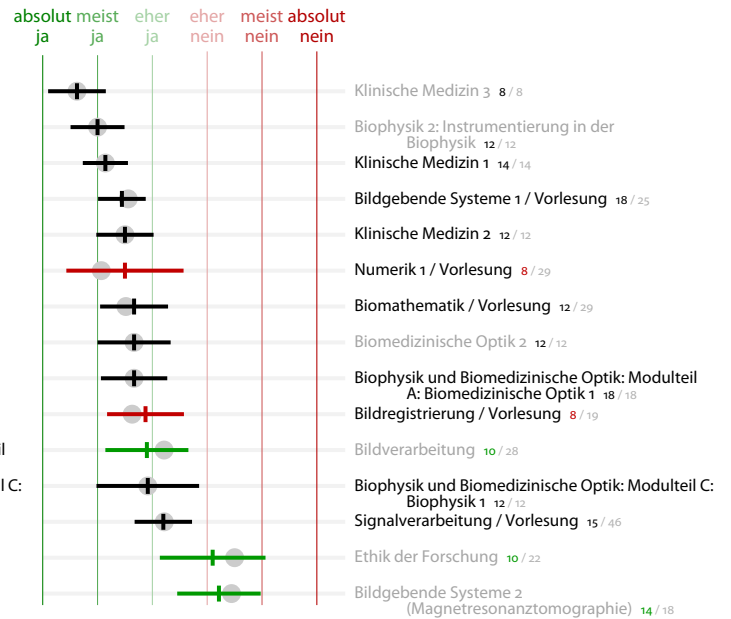 absolut meist eher eher meist absolut
ja ja ja nein nein nein
Klinische Medizin 3 8 / 8
Biophysik 2: Instrumentierung in der
Biophysik 12 / 12
Klinische Medizin 1 14 / 14
Bildgebende Systeme 1 / Vorlesung 18 / 25
Klinische Medizin 2 12 / 12
Numerik 1 / Vorlesung 8 / 29
Biomathematik / Vorlesung 12 / 29
Biomedizinische Optik 2 12 / 12
Biophysik und Biomedizinische Optik: Modulteil
A: Biomedizinische Optik 1 18 / 18
Bildregistrierung / Vorlesung 8 / 19
Bildverarbeitung 10 / 28
l C:
Biophysik und Biomedizinische Optik: Modulteil C:
Biophysik 1 12 / 12
Signalverarbeitung / Vorlesung 15 / 46
Ethik der Forschung 10 / 22
Bildgebende Systeme 2
(Magnetresonanztomographie) 14 / 18